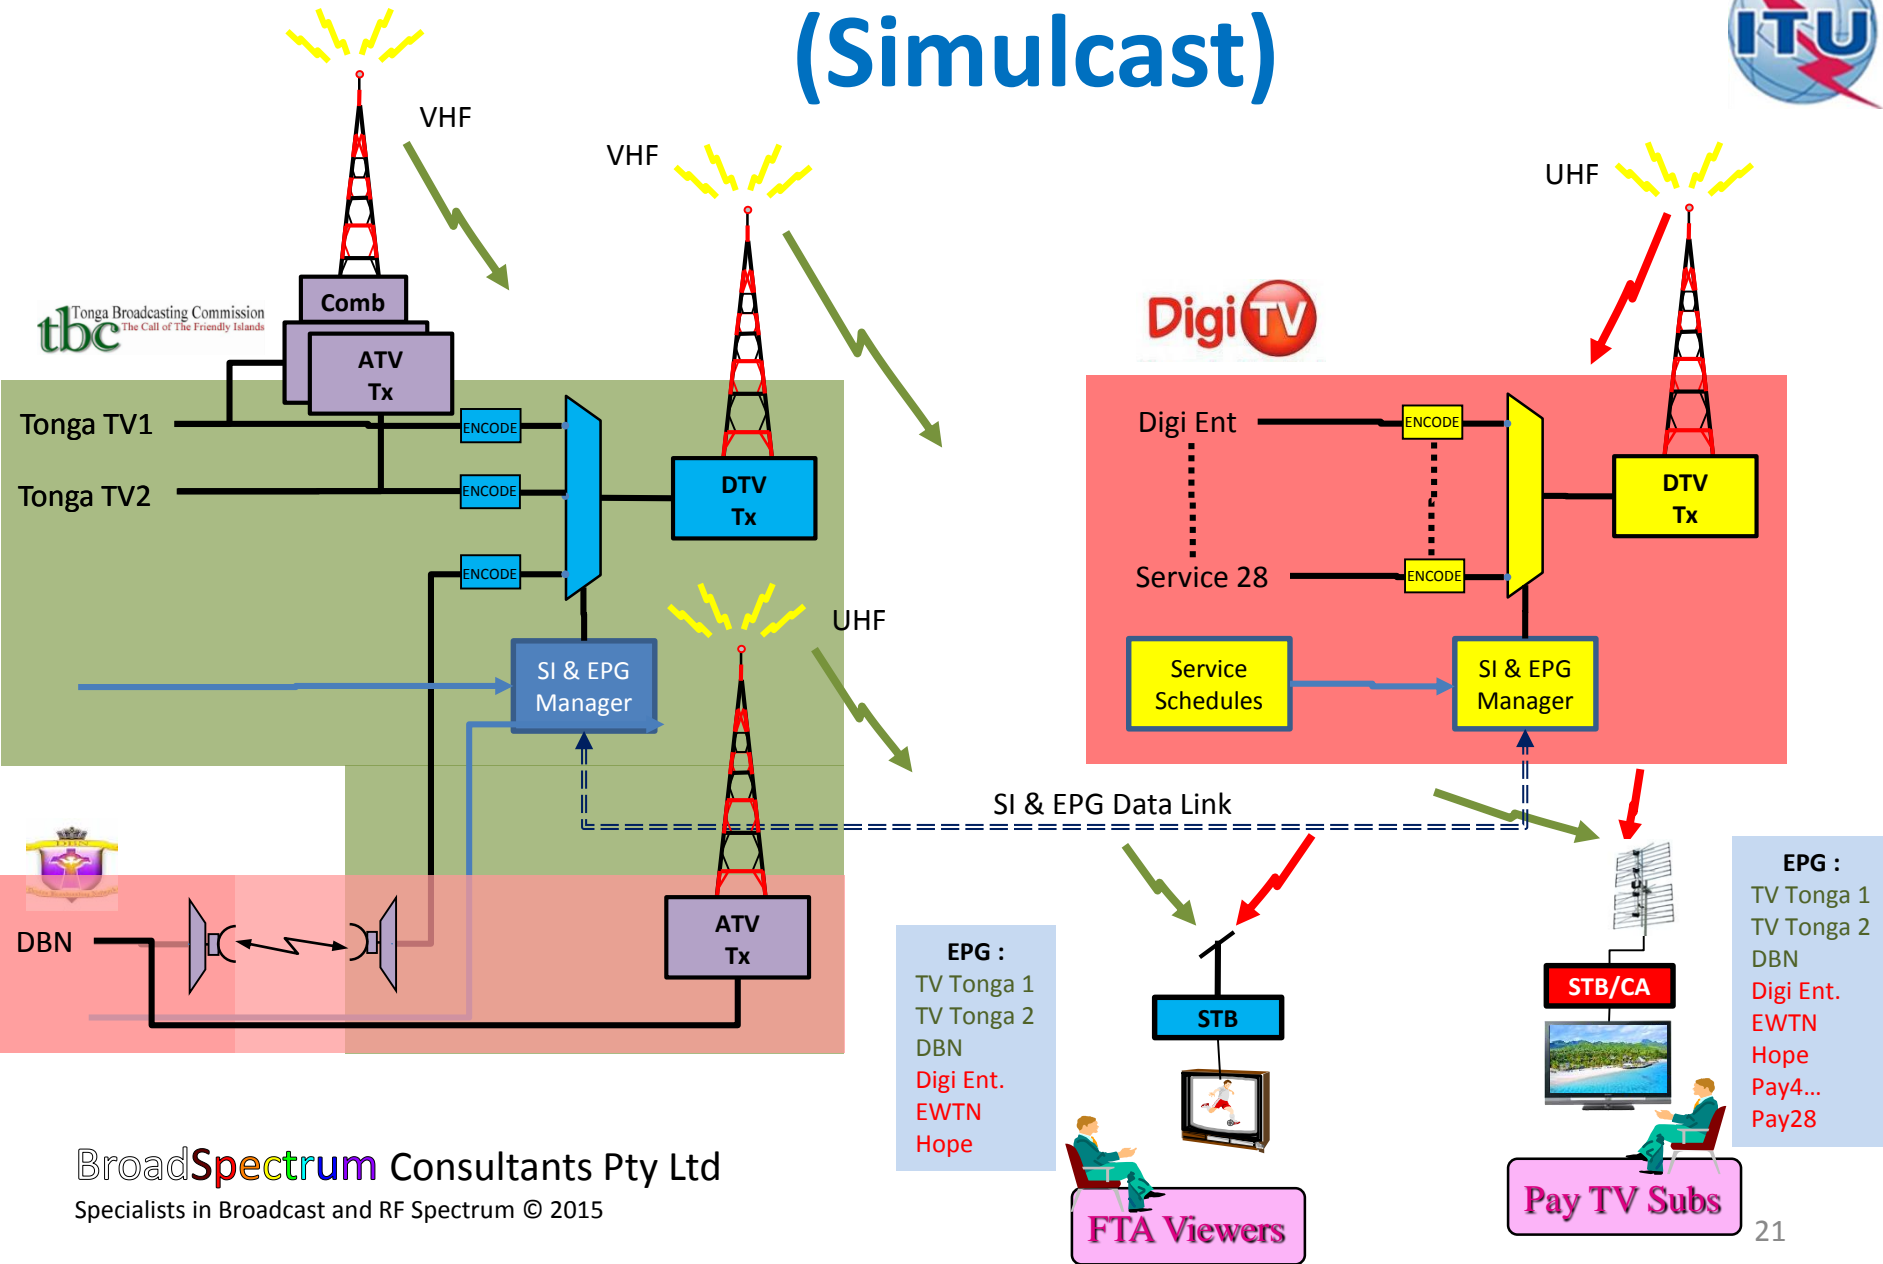 (Simulcast)
ITU
VHF
VHF
UHF
Comb
tbc Tonga Broadcasting Commission
The Call of The Friendly Islands
ATV
Tx
Digi TV
Tonga TV1
ENCODE
Tonga TV2
ENCODE
ENCODE
DTV
Tx
Digi Ent
ENCODE
Service 28
ENCODE
DTV
Tx
UHF
SI & EPG
Manager
Service
Schedules
SI & EPG
Manager
SI & EPG Data Link
DBN
DBN
ATV
Tx
EPG :
TV Tonga 1
TV Tonga 2
DBN
Digi Ent.
EWTN
Hope
STB
FTA Viewers
STB/CA
Pay TV Subs
EPG :
TV Tonga 1
TV Tonga 2
DBN
Digi Ent.
EWTN
Hope
Pay4...
Pay28
BroadSpectrum Consultants Pty Ltd
Specialists in Broadcast and RF Spectrum © 2015
21